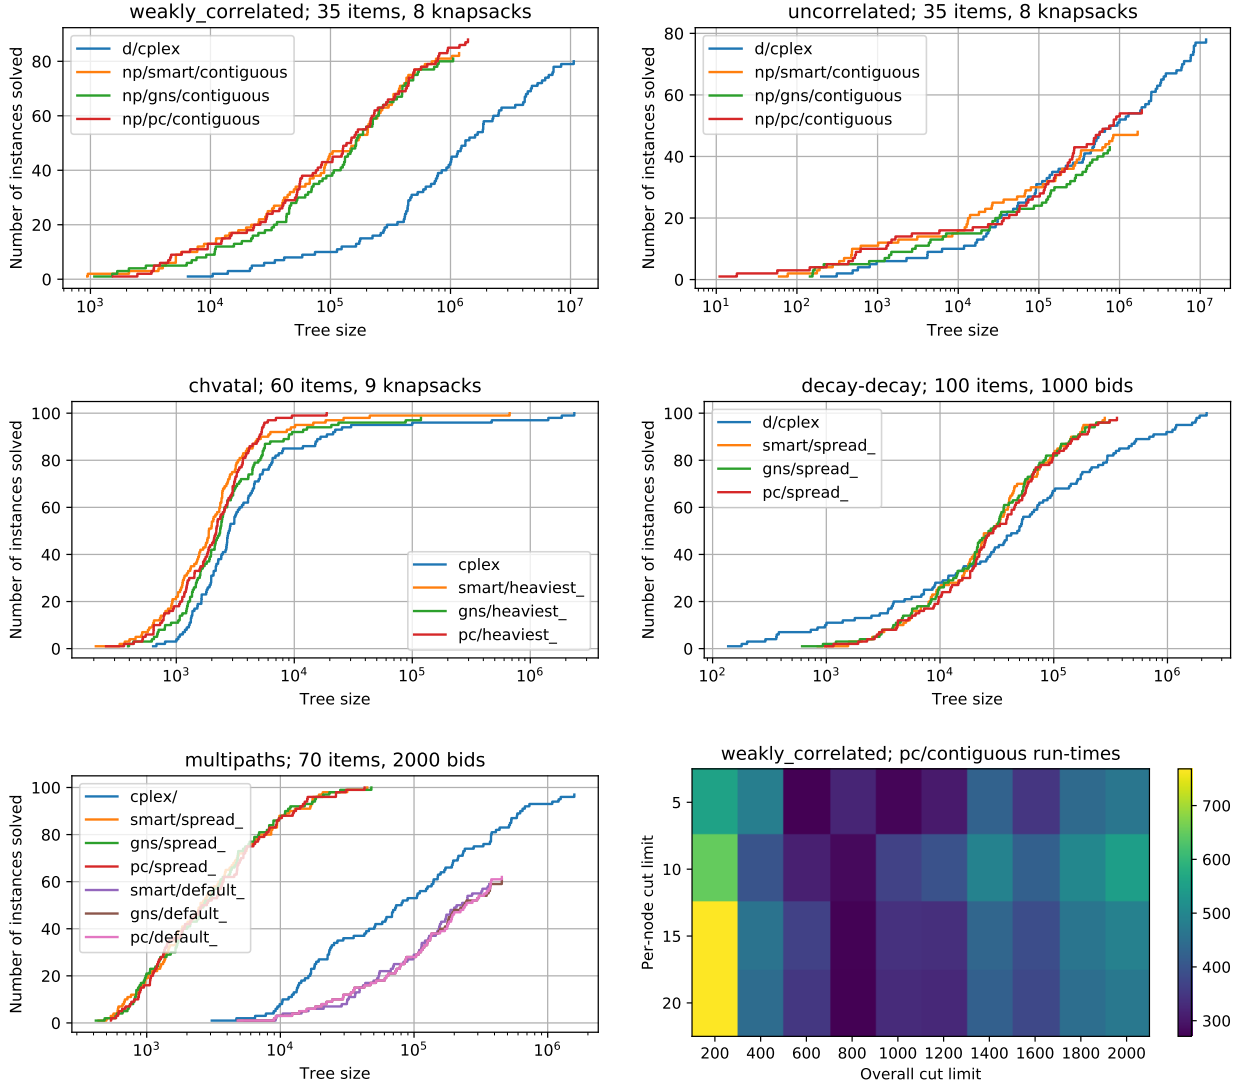 weakly_correlated; 35 items, 8 knapsacks
Number of instances solved
80
60
40
20
0
d/cplex
np/smart/contiguous
np/gns/contiguous
np/pc/contiguous
10^3
10^4
10^5
10^6
10^7
Tree size
uncorrelated; 35 items, 8 knapsacks
Number of instances solved
80
60
40
20
0
d/cplex
np/smart/contiguous
np/gns/contiguous
np/pc/contiguous
10^1
10^2
10^3
10^4
10^5
10^6
10^7
Tree size
chvatal; 60 items, 9 knapsacks
Number of instances solved
100
80
60
40
20
0
cplex
smart/heaviest_
gns/heaviest_
pc/heaviest_
10^3
10^4
10^5
10^6
Tree size
decay-decay; 100 items, 1000 bids
Number of instances solved
100
80
60
40
20
0
d/cplex
smart/spread_
gns/spread_
pc/spread_
10^2
10^3
10^4
10^5
10^6
Tree size
multipaths; 70 items, 2000 bids
Number of instances solved
100
80
60
40
20
0
cplex/
smart/spread_
gns/spread_
pc/spread_
smart/default_
gns/default_
pc/default_
10^3
10^4
10^5
10^6
Tree size
weakly_correlated; pc/contiguous run-times
Per-node cut limit
5
10
15
20
200 400 600 800 1000 1200 1400 1600 1800 2000
Overall cut limit
700
600
500
400
300